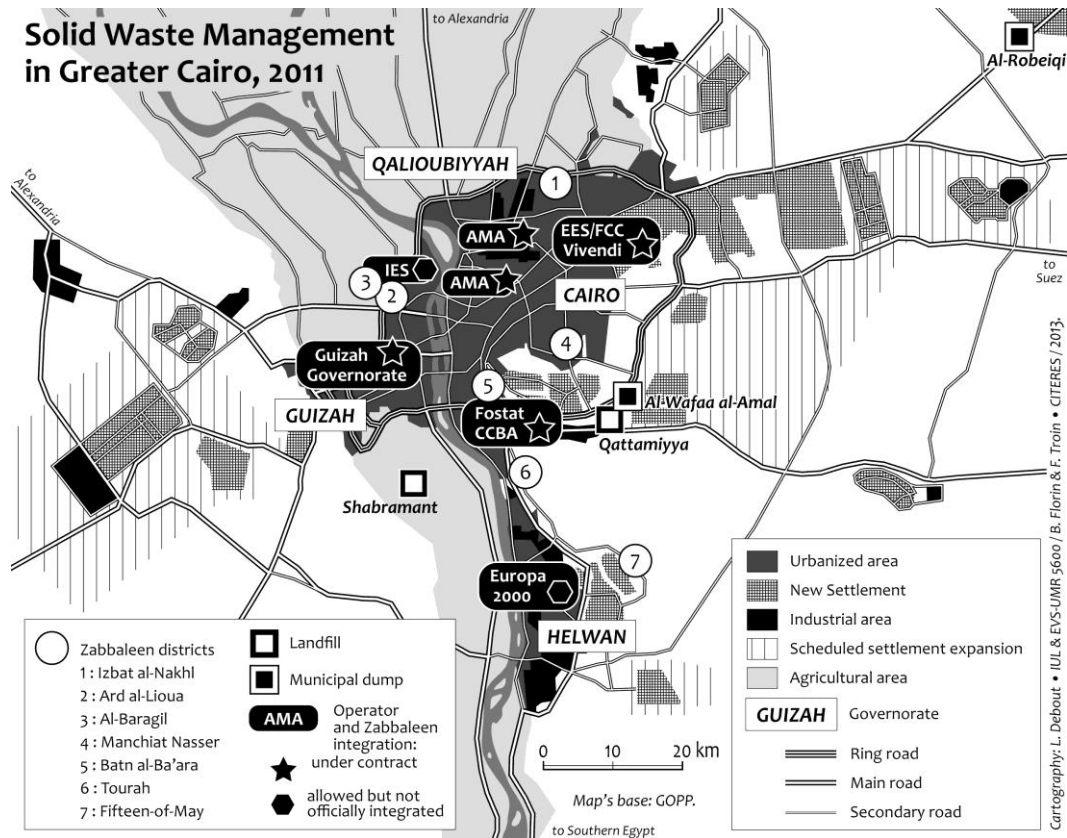 Solid Waste Management
in Greater Cairo, 2011
to Alexandria
Al-Robeiqi
QALIOUBIYYAH
to
Alexandria
1
AMA
EES/FCC
Vivendi
3
IES
2
AMA
CAIRO
to
Suez
4
Guizah
Governorate
5
Al-Wafaa al-Amal
GUIZAH
Fostat
CCBA
Qattamiyya
6
Shabramant
7
Europa
2000
HELWAN
Zabbaleen districts
1 : Izbat al-Nakhl
2 : Ard al-Lioua
3 : Al-Baragil
4 : Manchiat Nasser
5 : Batn al-Ba'ara
6 : Tourah
7 : Fifteen-of-May
Landfill
Municipal dump
AMA
Operator
and Zabbaleen
integration:
under contract
allowed but not
officially integrated
0 10 20 km
Map's base: GOPP.
to Southern Egypt
Urbanized area
New Settlement
Industrial area
Scheduled settlement expansion
Agricultural area
GUIZAH
Governorate
Ring road
Main road
Secondary road
Cartography: L. Debout • IUL & EVS-UMR 5600 / B. Florin & F. Troin • CITERES / 2013.